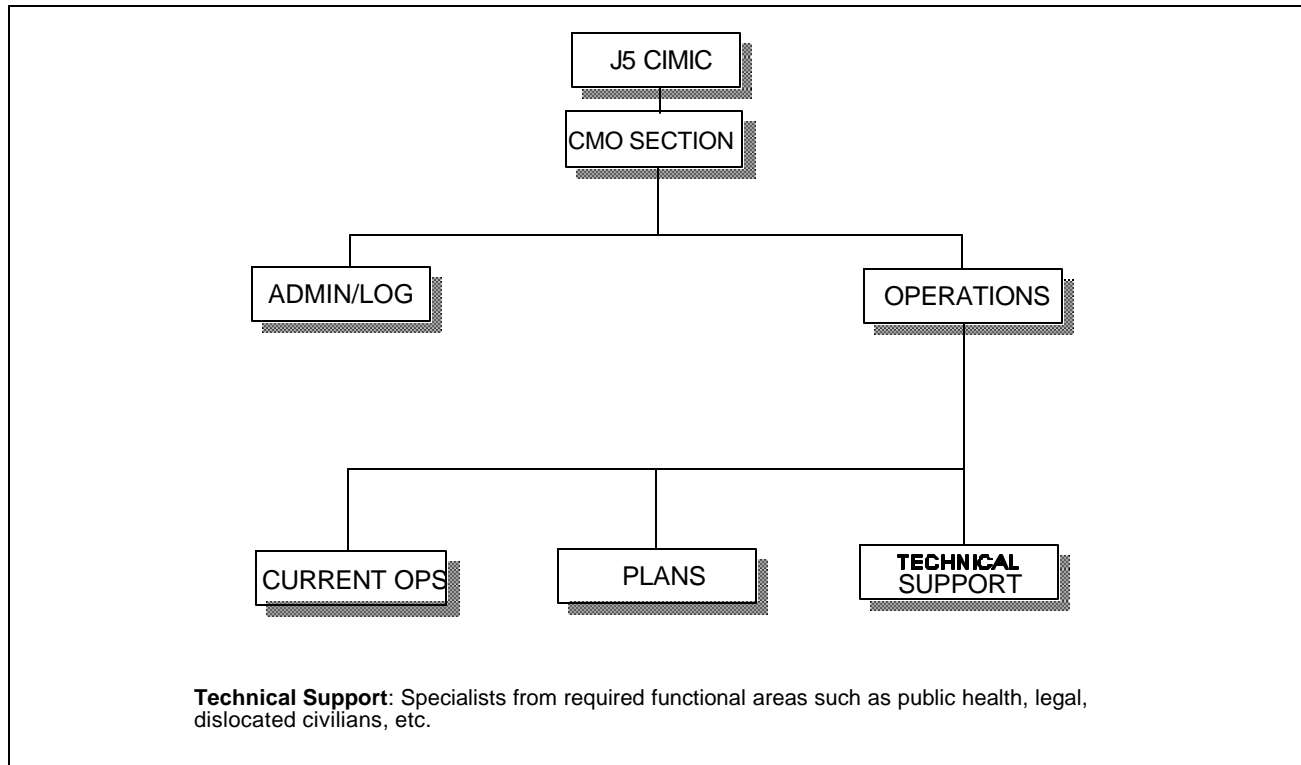 J5 CIMIC
CMO SECTION
ADMIN/LOG
OPERATIONS
CURRENT OPS
PLANS
TECHNICAL
SUPPORT
Technical Support: Specialists from required functional areas such as public health, legal,
dislocated civilians, etc.